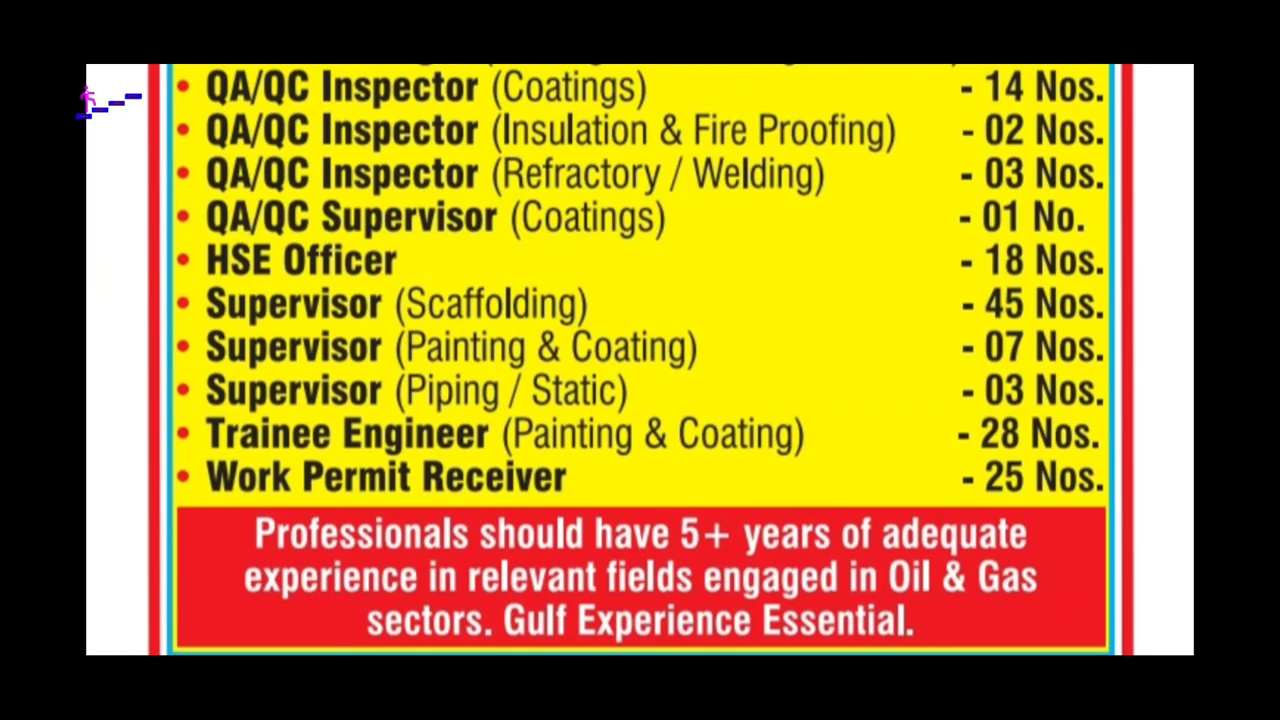 • QA/QC Inspector (Coatings) - 14 Nos.
• QA/QC Inspector (Insulation & Fire Proofing) - 02 Nos.
• QA/QC Inspector (Refractory / Welding) - 03 Nos.
• QA/QC Supervisor (Coatings) - 01 No.
• HSE Officer - 18 Nos.
• Supervisor (Scaffolding) - 45 Nos.
• Supervisor (Painting & Coating) - 07 Nos.
• Supervisor (Piping / Static) - 03 Nos.
• Trainee Engineer (Painting & Coating) - 28 Nos.
• Work Permit Receiver - 25 Nos.
Professionals should have 5+ years of adequate
experience in relevant fields engaged in Oil & Gas
sectors. Gulf Experience Essential.